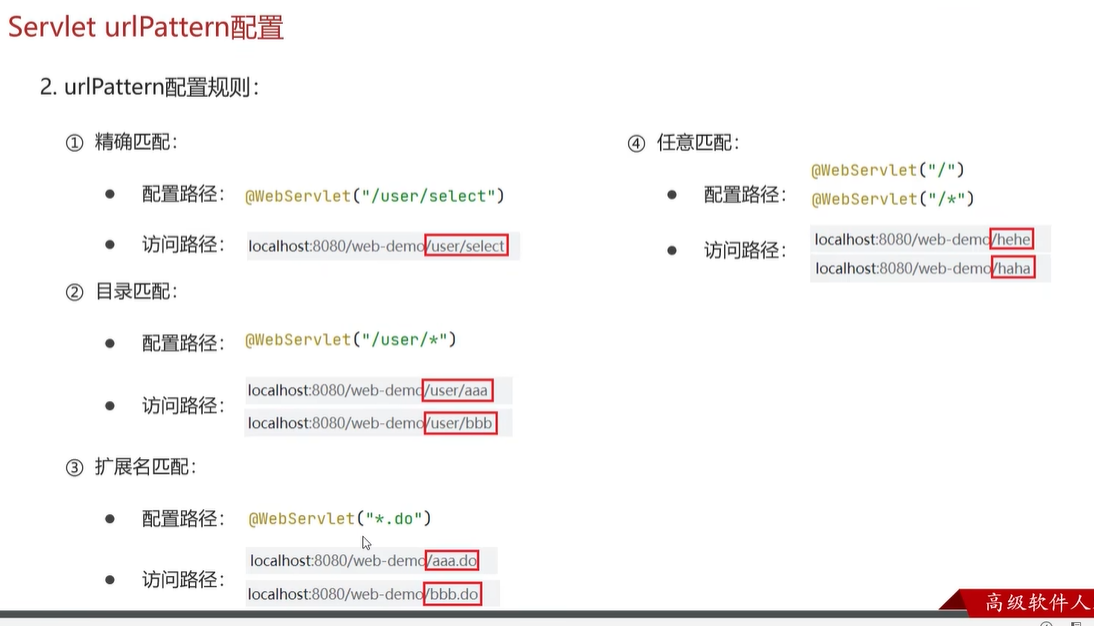 Servlet urlPattern配置
2. urlPattern配置规则：
① 精确匹配：
● 配置路径： @WebServlet("/user/select")
● 访问路径： localhost:8080/web-demo/user/select
② 目录匹配：
● 配置路径： @WebServlet("/user/*")
● 访问路径：
localhost:8080/web-demo/user/aaa
localhost:8080/web-demo/user/bbb
③ 扩展名匹配：
● 配置路径： @WebServlet("*.do")
● 访问路径：
localhost:8080/web-demo/aaa.do
localhost:8080/web-demo/bbb.do
④ 任意匹配：
● 配置路径：
@WebServlet("/")
@WebServlet("/*")
● 访问路径：
localhost:8080/web-demo/hehe
localhost:8080/web-demo/haha
高级软件人